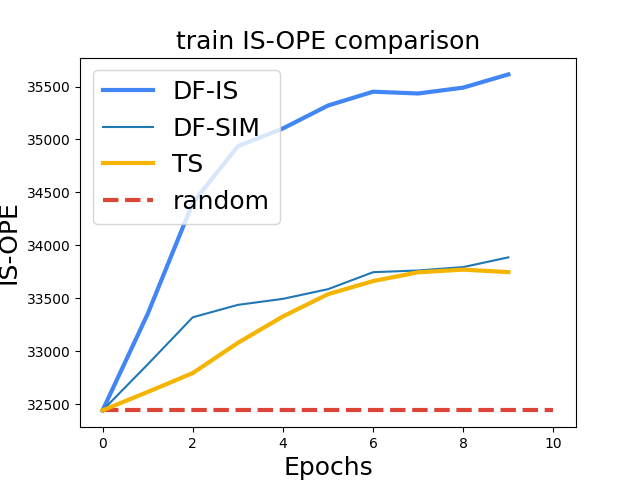 train IS-OPE comparison
DF-IS
DF-SIM
TS
random
IS-OPE
35500
35000
34500
34000
33500
33000
32500
0 2 4 6 8 10
Epochs